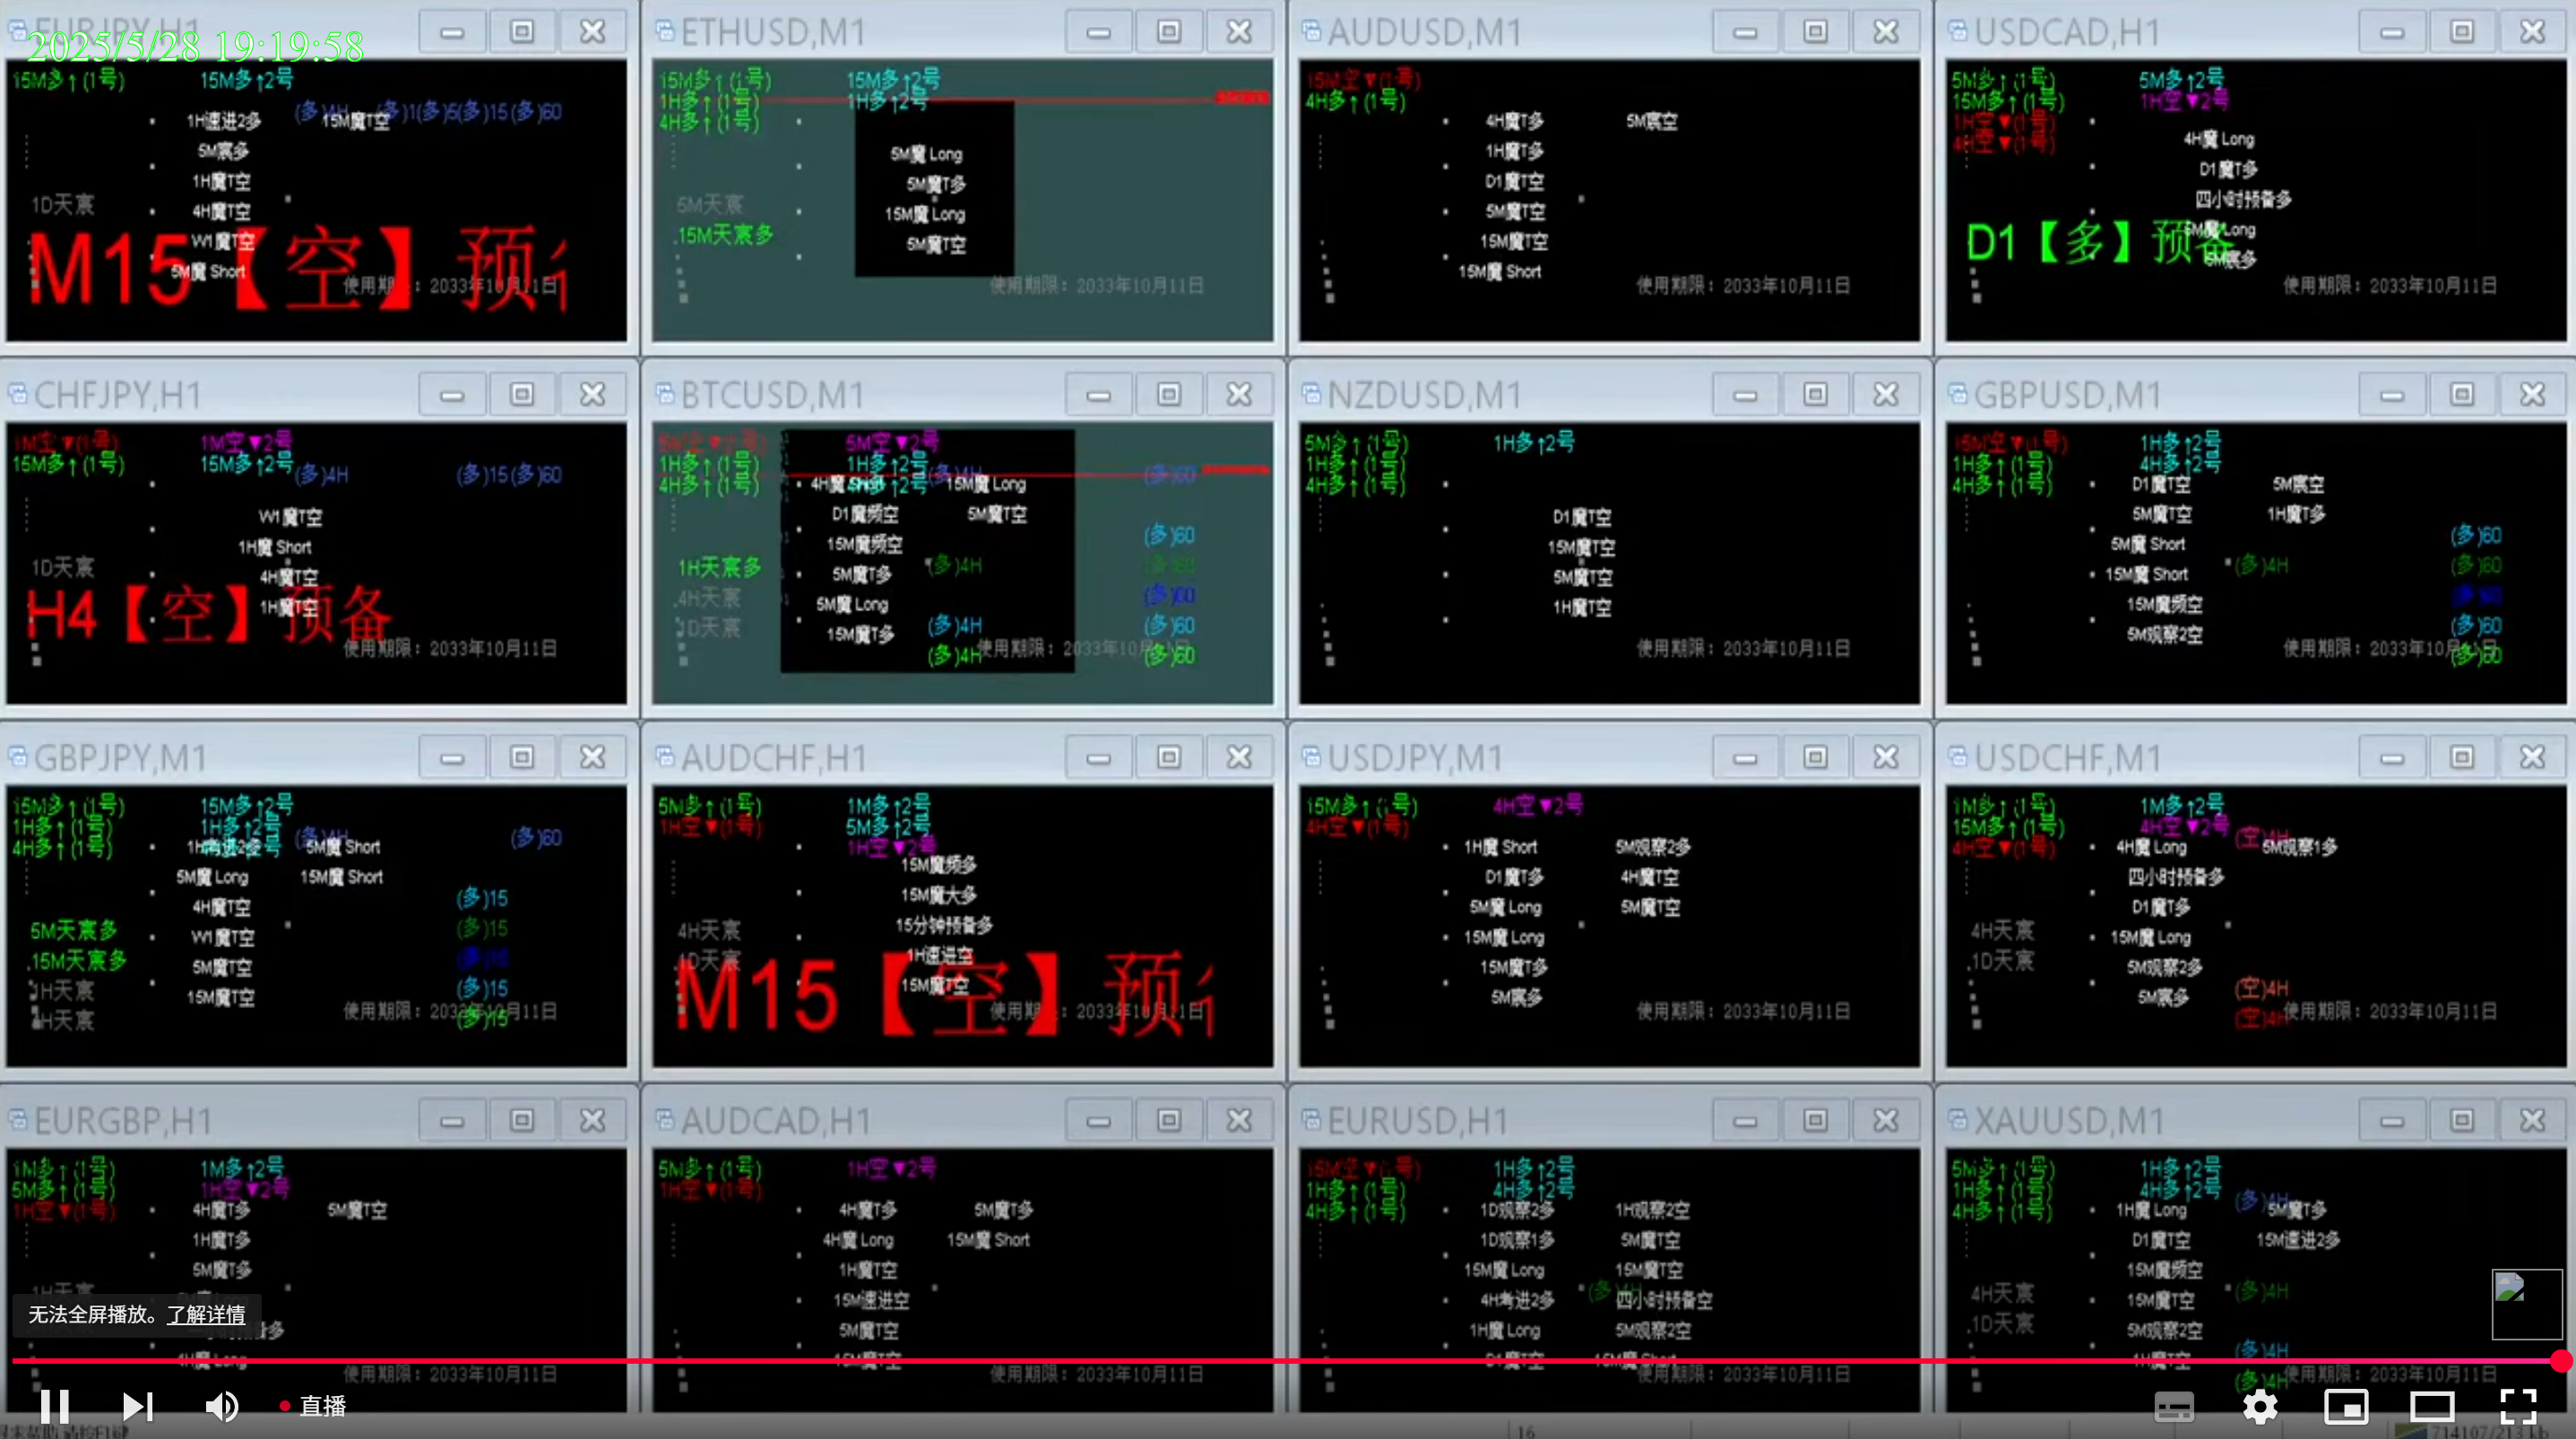 EURJPY,H1
2025/5/28 19:19:58
15M多↑(1号) 15M多↑2号
(多)4H (多)1(多)5(多)15(多)60
1H速进2多 15M魔T空
5M宸多
1H魔T空
1D天宸
4H魔T空
W1魔T空
M15【空】预
5M魔 Short
使用期限：2033年10月11日
ETHUSD,M1
15M多↑(1号) 15M多↑2号
1H多↑(1号) 1H多↑2号
4H多↑(1号)
5M魔 Long
5M魔T多
5M天宸
15M魔 Long
15M天宸多
5M魔T空
使用期限：2033年10月11日
AUDUSD,M1
15M空▼(1号)
4H多↑(1号)
4H魔T多 5M宸空
1H魔T多
D1魔T空
5M魔T空
15M魔T空
15M魔 Short
使用期限：2033年10月11日
USDCAD,H1
5M多↑(1号) 5M多↑2号
15M多↑(1号) 1H空▼2号
1H空▼(1号)
4H空▼(1号)
4H魔 Long
D1魔T多
四小时预备多
5M魔 Long
D1【多】预备
5M宸多
使用期限：2033年10月11日
CHFJPY,H1
1M空▼(1号) 1M空▼2号
15M多↑(1号) 15M多↑2号
(多)4H (多)15(多)60
W1魔T空
1H魔 Short
1D天宸
4H魔T空
1H魔T空
H4【空】预备
使用期限：2033年10月11日
BTCUSD,M1
5M空▼(1号) 5M空▼2号
1H多↑(1号) 1H多↑2号
(多)4H (多)60
4H多↑(1号) 4H多↑2号
4H魔 Short 15M魔 Long
D1魔频空 5M魔T空
(多)60
15M魔频空
1H天宸多 (多)4H (多)60
5M魔T多
4H天宸 (多)60
5M魔 Long
1D天宸 (多)4H (多)60
15M魔T多
(多)4H (多)60
使用期限：2033年10月11日
NZDUSD,M1
5M多↑(1号) 1H多↑2号
1H多↑(1号)
4H多↑(1号)
D1魔T空
15M魔T空
5M魔T空
1H魔T空
使用期限：2033年10月11日
GBPUSD,M1
15M空▼(1号) 1H多↑2号
1H多↑(1号) 4H多↑2号
4H多↑(1号)
D1魔T空 5M宸空
5M魔T空 1H魔T多
(多)60
5M魔 Short
(多)4H (多)60
15M魔 Short
(多)60
15M魔频空
(多)60
5M观察2空
(多)60
使用期限：2033年10月11日
GBPJPY,M1
15M多↑(1号) 15M多↑2号
1H多↑(1号) 1H多↑2号
(多)4H (多)60
4H多↑(1号)
5M魔 Short
5M魔 Long 15M魔 Short
(多)15
4H魔T空
5M天宸多 (多)15
W1魔T空
15M天宸多
5M魔T空
1H天宸 (多)15
15M魔T空
4H天宸 (多)15
使用期限：2033年10月11日
AUDCHF,H1
5M多↑(1号) 1M多↑2号
1H空▼(1号) 5M多↑2号
1H空▼2号
15M魔频多
15M魔大多
15分钟预备多
4H天宸
1H速进空
1D天宸
15M魔T空
M15【空】预
使用期限：2033年10月11日
USDJPY,M1
15M多↑(1号) 4H空▼2号
4H空▼(1号)
1H魔 Short 5M观察2多
D1魔T多 4H魔T空
5M魔 Long 5M魔T空
15M魔 Long
15M魔T多
5M宸多
使用期限：2033年10月11日
USDCHF,M1
1M多↑(1号) 1M多↑2号
15M多↑(1号) 4H空▼2号
(空)4H
4H空▼(1号)
4H魔 Long 5M观察1多
四小时预备多
D1魔T多
4H天宸
15M魔 Long
1D天宸
5M观察2多
(空)4H
5M宸多
(空)4H
使用期限：2033年10月11日
EURGBP,H1
1M多↑(1号) 1M多↑2号
5M多↑(1号) 1H空▼2号
1H空▼(1号)
4H魔T多 5M魔T空
1H魔T多
5M魔T多
1H天宸
无法全屏播放。了解详情
4H魔 Long
使用期限：2033年10月11日
AUDCAD,H1
5M多↑(1号) 1H空▼2号
1H空▼(1号)
4H魔T多 5M魔T多
4H魔 Long 15M魔 Short
1H魔T空
15M速进空
5M魔T空
15M魔T空
使用期限：2033年10月11日
EURUSD,H1
15M空▼(1号) 1H多↑2号
1H多↑(1号) 4H多↑2号
4H多↑(1号)
1D观察2多 1H观察2空
1D观察1多 5M魔T空
15M魔 Long 15M魔T空
(多)4H
4H考进2多 四小时预备空
1H魔 Long 5M观察2空
D1魔T空 15M魔 Short
使用期限：2033年10月11日
XAUUSD,M1
5M多↑(1号) 1H多↑2号
1H多↑(1号) 4H多↑2号
(多)4H
4H多↑(1号)
1H魔 Long 5M魔T多
D1魔T空 15M速进2多
15M魔频空
4H天宸 (多)4H
15M魔T空
1D天宸
5M观察2空
(多)4H
1H魔T空
(多)4H
使用期限：2033年10月11日
直播
16
714107/213 kb